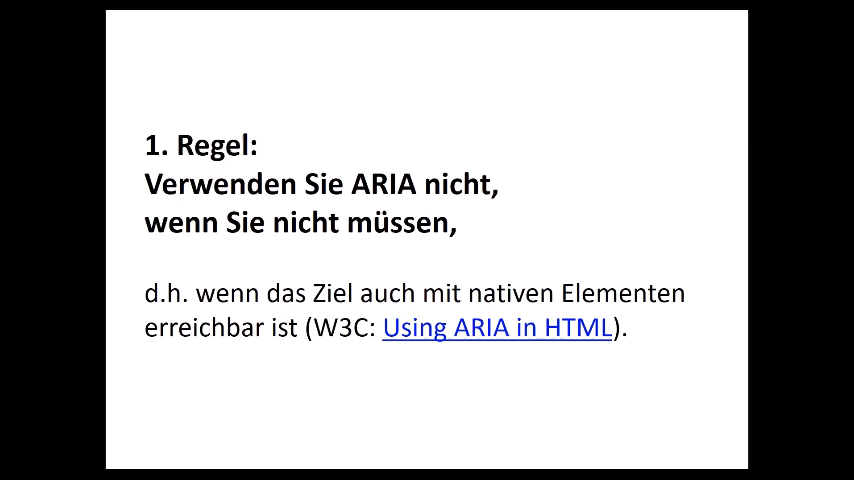 1. Regel:
Verwenden Sie ARIA nicht,
wenn Sie nicht müssen,
d.h. wenn das Ziel auch mit nativen Elementen
erreichbar ist (W3C: Using ARIA in HTML).